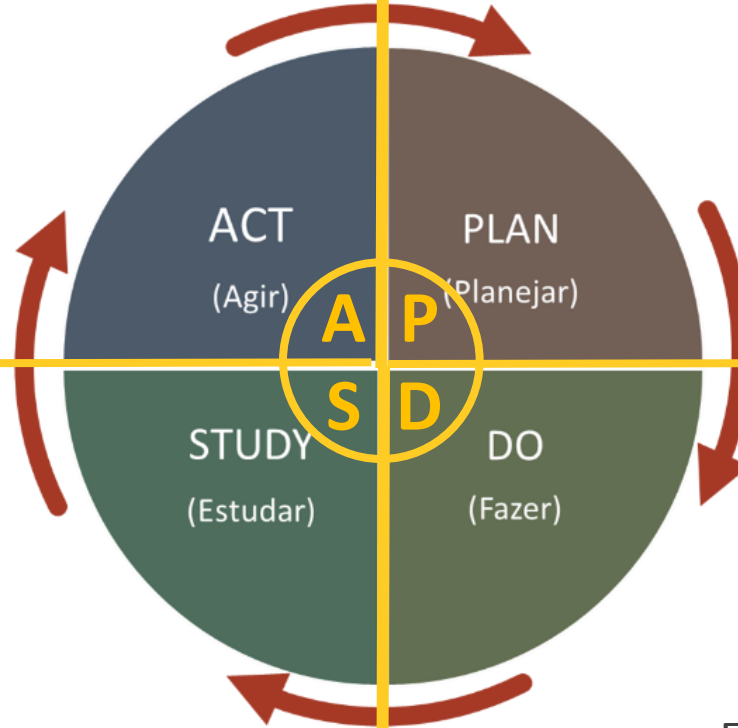 ACT
(Agir)
PLAN
(Planejar)
A P
S D
STUDY
(Estudar)
DO
(Fazer)